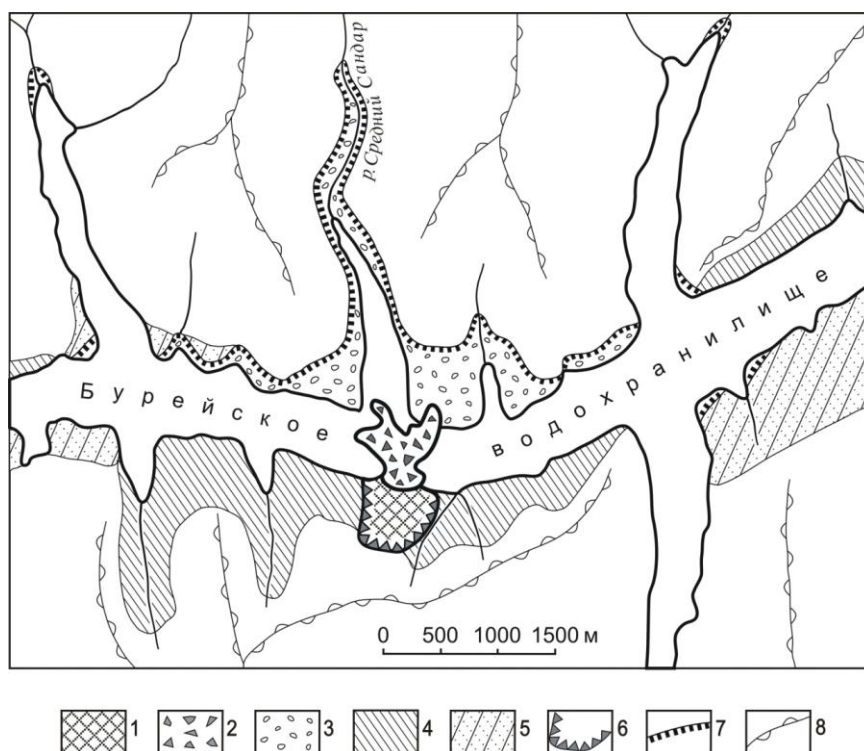 р. Средний Сандар
Бурейское
водохранилище
0 500 1000 1500 м
1 2 3 4 5 6 7 8